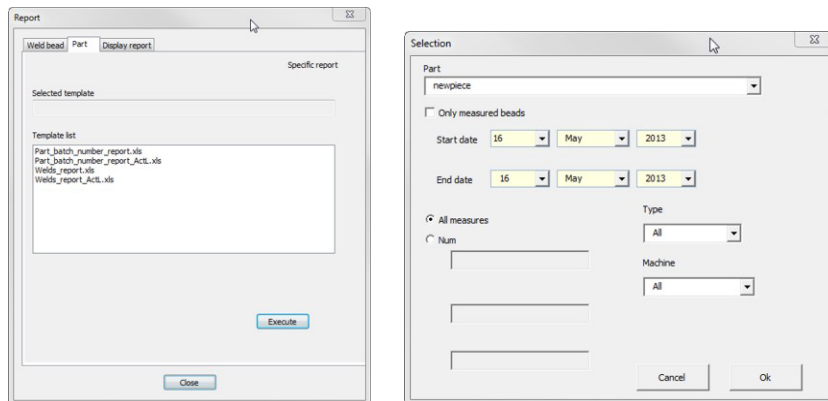 Report
Weld bead Part Display report
Specific report
Selected template
Template list
Part_batch_number_report.xls
Part_batch_number_report_ActL.xls
Welds_report.xls
Welds_report_ActL.xls
Execute
Close
Selection
Part
newpiece
Only measured beads
Start date 16 May 2013
End date 16 May 2013
All measures
Num
Type
All
Machine
All
Cancel Ok